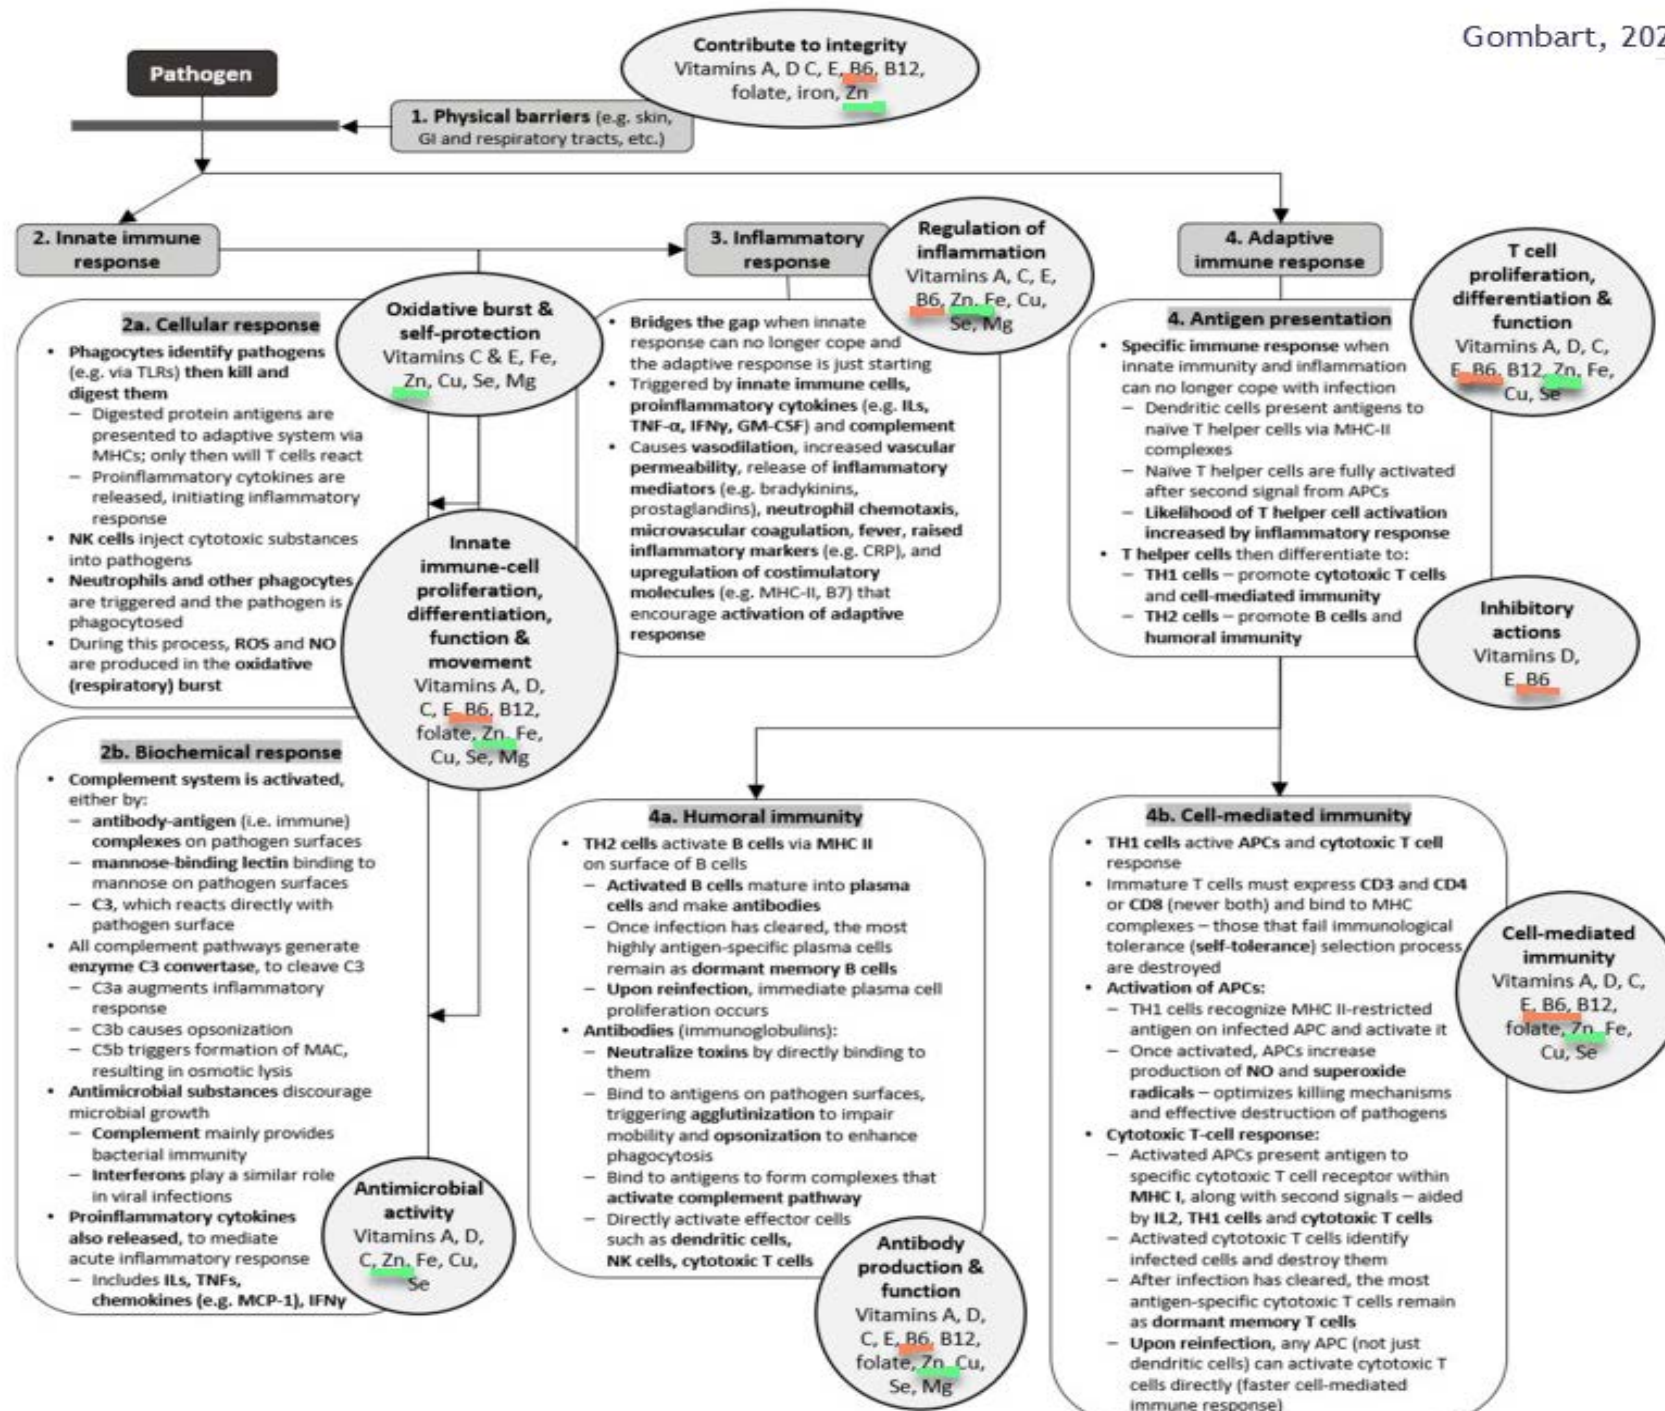 Gombart, 202
Pathogen
Contribute to integrity
Vitamins A, D C, E, B6, B12,
folate, iron, Zn
1. Physical barriers (e.g. skin,
GI and respiratory tracts, etc.)
2. Innate immune
response
3. Inflammatory
response
Regulation of
inflammation
Vitamins A, C, E,
B6, Zn, Fe, Cu,
Se, Mg
4. Adaptive
immune response
T cell
proliferation,
differentiation &
function
Vitamins A, D, C,
E, B6, B12, Zn, Fe,
Cu, Se
Oxidative burst &
self-protection
Vitamins C & E, Fe,
Zn, Cu, Se, Mg
2a. Cellular response
• Phagocytes identify pathogens
(e.g. via TLRs) then kill and
digest them
– Digested protein antigens are
presented to adaptive system via
MHCs; only then will T cells react
– Proinflammatory cytokines are
released, initiating inflammatory
response
• NK cells inject cytotoxic substances
into pathogens
• Neutrophils and other phagocytes
are triggered and the pathogen is
phagocytosed
• During this process, ROS and NO
are produced in the oxidative
(respiratory) burst
Innate
immune-cell
proliferation,
differentiation,
function &
movement
Vitamins A, D,
C, E, B6, B12,
folate, Zn, Fe,
Cu, Se, Mg
• Bridges the gap when innate
response can no longer cope and
the adaptive response is just starting
• Triggered by innate immune cells,
proinflammatory cytokines (e.g. ILs,
TNF-α, IFNγ, GM-CSF) and complement
• Causes vasodilation, increased vascular
permeability, release of inflammatory
mediators (e.g. bradykinins,
prostaglandins), neutrophil chemotaxis,
microvascular coagulation, fever, raised
inflammatory markers (e.g. CRP), and
upregulation of costimulatory
molecules (e.g. MHC-II, B7) that
encourage activation of adaptive
response
4. Antigen presentation
• Specific immune response when
innate immunity and inflammation
can no longer cope with infection
– Dendritic cells present antigens to
naïve T helper cells via MHC-II
complexes
– Naïve T helper cells are fully activated
after second signal from APCs
– Likelihood of T helper cell activation
increased by inflammatory response
• T helper cells then differentiate to:
– TH1 cells – promote cytotoxic T cells
and cell-mediated immunity
– TH2 cells – promote B cells and
humoral immunity
Inhibitory
actions
Vitamins D,
E, B6
2b. Biochemical response
• Complement system is activated,
either by:
– antibody-antigen (i.e. immune)
complexes on pathogen surfaces
– mannose-binding lectin binding to
mannose on pathogen surfaces
– C3, which reacts directly with
pathogen surface
• All complement pathways generate
enzyme C3 convertase, to cleave C3
– C3a augments inflammatory
response
– C3b causes opsonization
– C5b triggers formation of MAC,
resulting in osmotic lysis
• Antimicrobial substances discourage
microbial growth
– Complement mainly provides
bacterial immunity
– Interferons play a similar role
in viral infections
• Proinflammatory cytokines
also released, to mediate
acute inflammatory response
– Includes ILs, TNFs,
chemokines (e.g. MCP-1), IFNγ
Antimicrobial
activity
Vitamins A, D,
C, Zn, Fe, Cu,
Se
4a. Humoral immunity
• TH2 cells activate B cells via MHC II
on surface of B cells
– Activated B cells mature into plasma
cells and make antibodies
– Once infection has cleared, the most
highly antigen-specific plasma cells
remain as dormant memory B cells
– Upon reinfection, immediate plasma cell
proliferation occurs
• Antibodies (immunoglobulins):
– Neutralize toxins by directly binding to
them
– Bind to antigens on pathogen surfaces,
triggering agglutinization to impair
mobility and opsonization to enhance
phagocytosis
– Bind to antigens to form complexes that
activate complement pathway
– Directly activate effector cells
such as dendritic cells,
NK cells, cytotoxic T cells
Antibody
production &
function
Vitamins A, D,
C, E, B6, B12,
folate, Zn, Cu,
Se, Mg
4b. Cell-mediated immunity
• TH1 cells active APCs and cytotoxic T cell
response
• Immature T cells must express CD3 and CD4
or CD8 (never both) and bind to MHC
complexes – those that fail immunological
tolerance (self-tolerance) selection process
are destroyed
• Activation of APCs:
– TH1 cells recognize MHC II-restricted
antigen on infected APC and activate it
– Once activated, APCs increase
production of NO and superoxide
radicals – optimizes killing mechanisms
and effective destruction of pathogens
• Cytotoxic T-cell response:
– Activated APCs present antigen to
specific cytotoxic T cell receptor within
MHC I, along with second signals – aided
by IL2, TH1 cells and cytotoxic T cells
– Activated cytotoxic T cells identify
infected cells and destroy them
– After infection has cleared, the most
antigen-specific cytotoxic T cells remain
as dormant memory T cells
– Upon reinfection, any APC (not just
dendritic cells) can activate cytotoxic T
cells directly (faster cell-mediated
immune response)
Cell-mediated
immunity
Vitamins A, D, C,
E, B6, B12,
folate, Zn, Fe,
Cu, Se